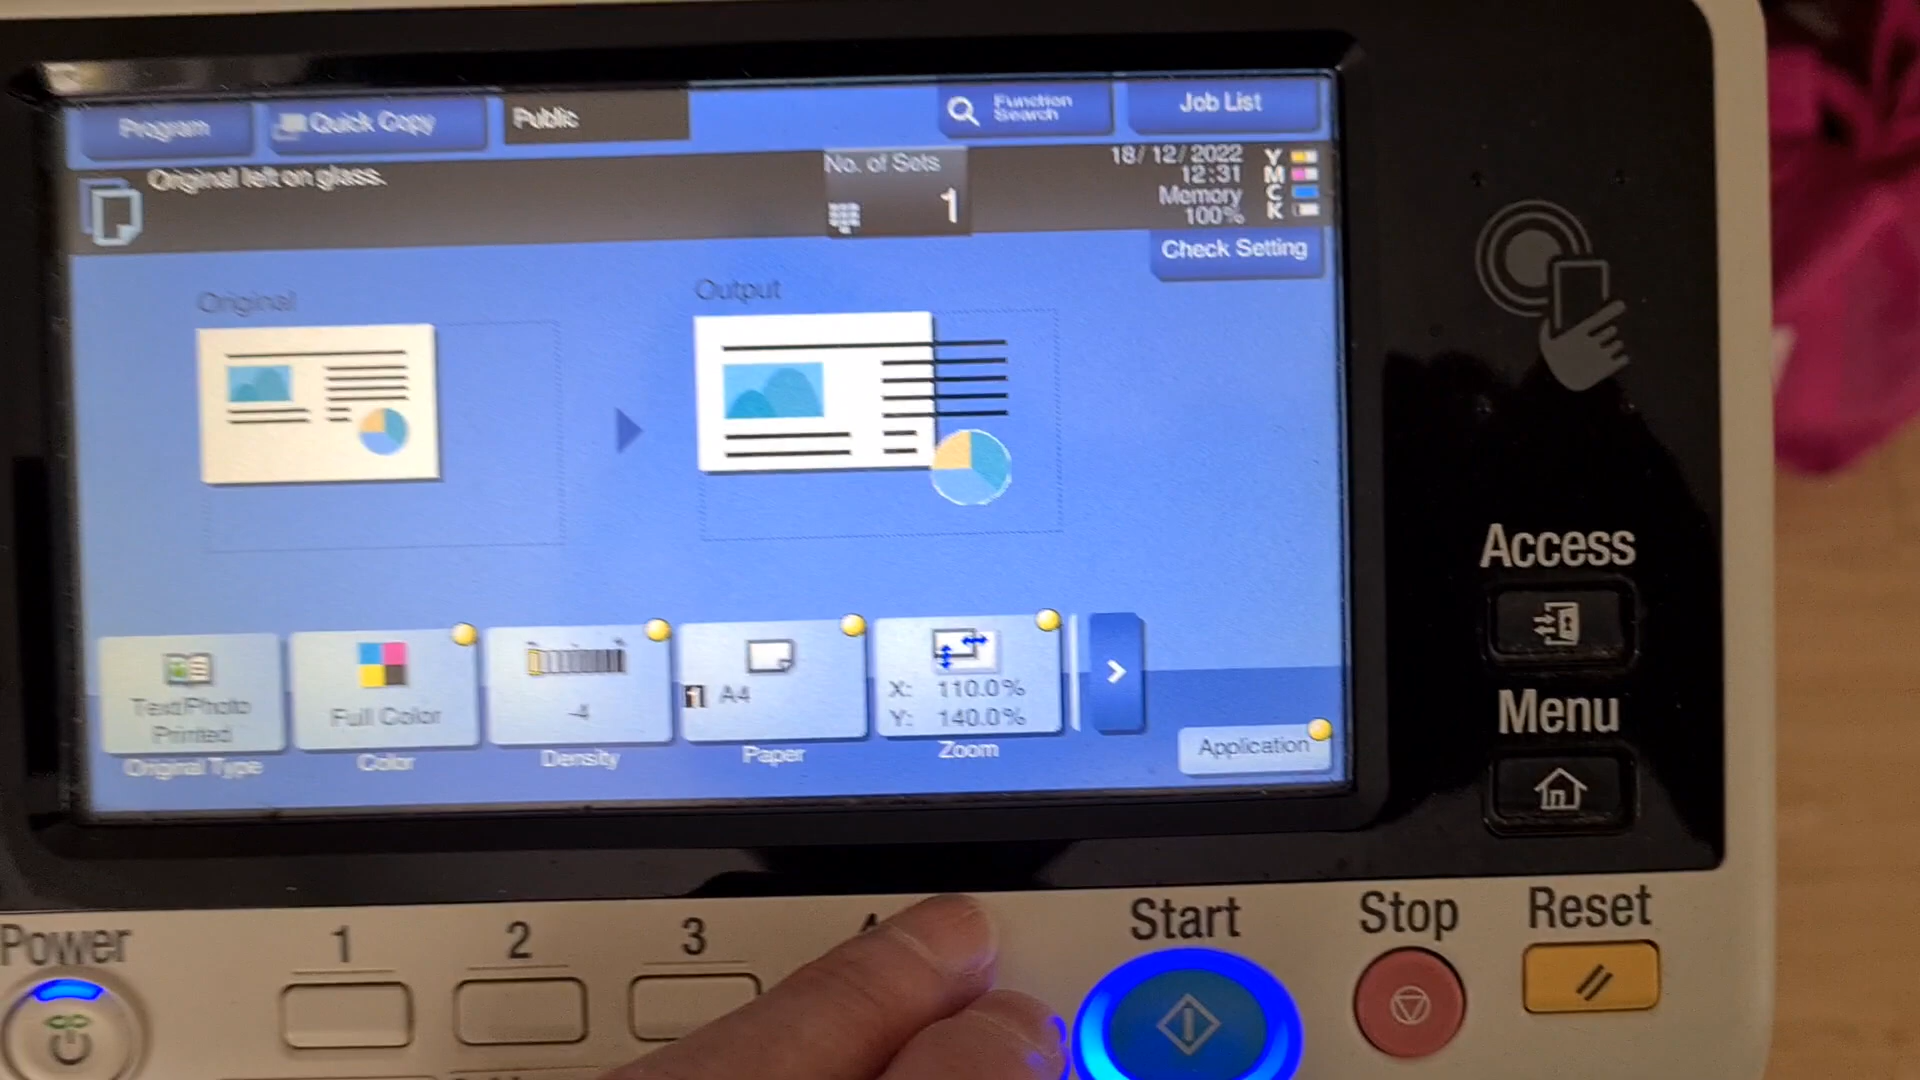 Program
Quick Copy
Public
Function
Search
Job List
Original left on glass.
No. of Sets
1
18/12/2022
12:31
Memory
100%
Y
M
C
K
Check Setting
Original
Output
Text/Photo
Printed
Original Type
Full Color
Color
-4
Density
1 A4
Paper
X: 110.0%
Y: 140.0%
Zoom
Application
Access
Menu
Power
1
2
3
Start
Stop
Reset